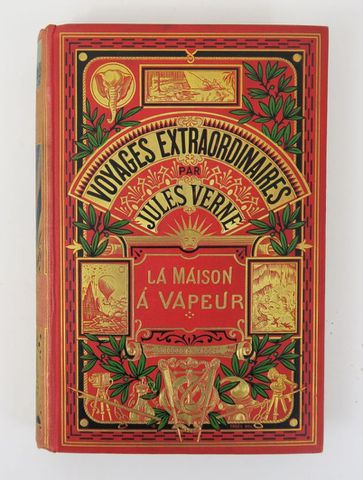 VOYAGES EXTRAORDINAIRES
PAR
JULES VERNE
LA MAISON
À VAPEUR